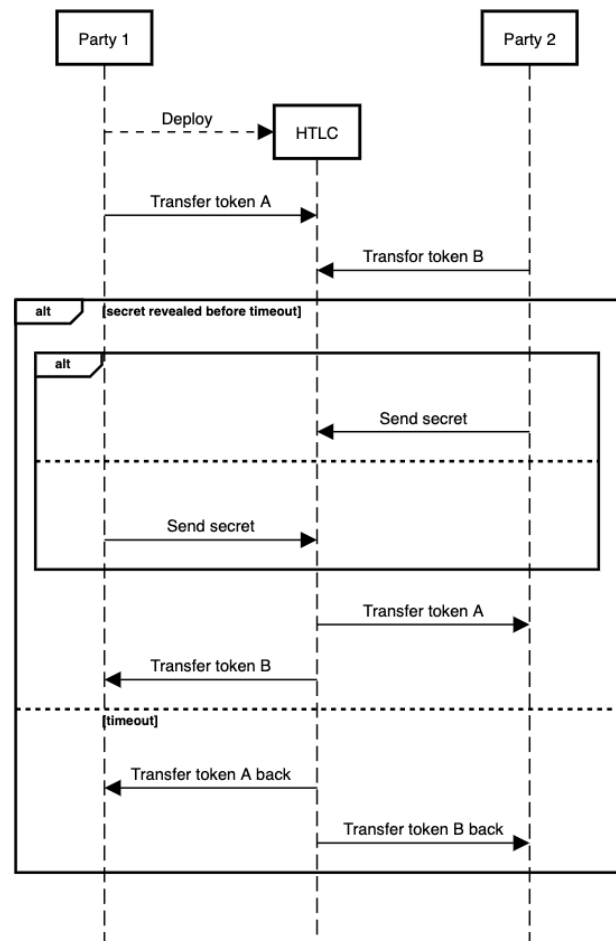 Party 1
Party 2
Deploy
HTLC
Transfer token A
Transfor token B
alt
[secret revealed before timeout]
alt
Send secret
Send secret
Transfer token A
Transfer token B
[timeout]
Transfer token A back
Transfer token B back